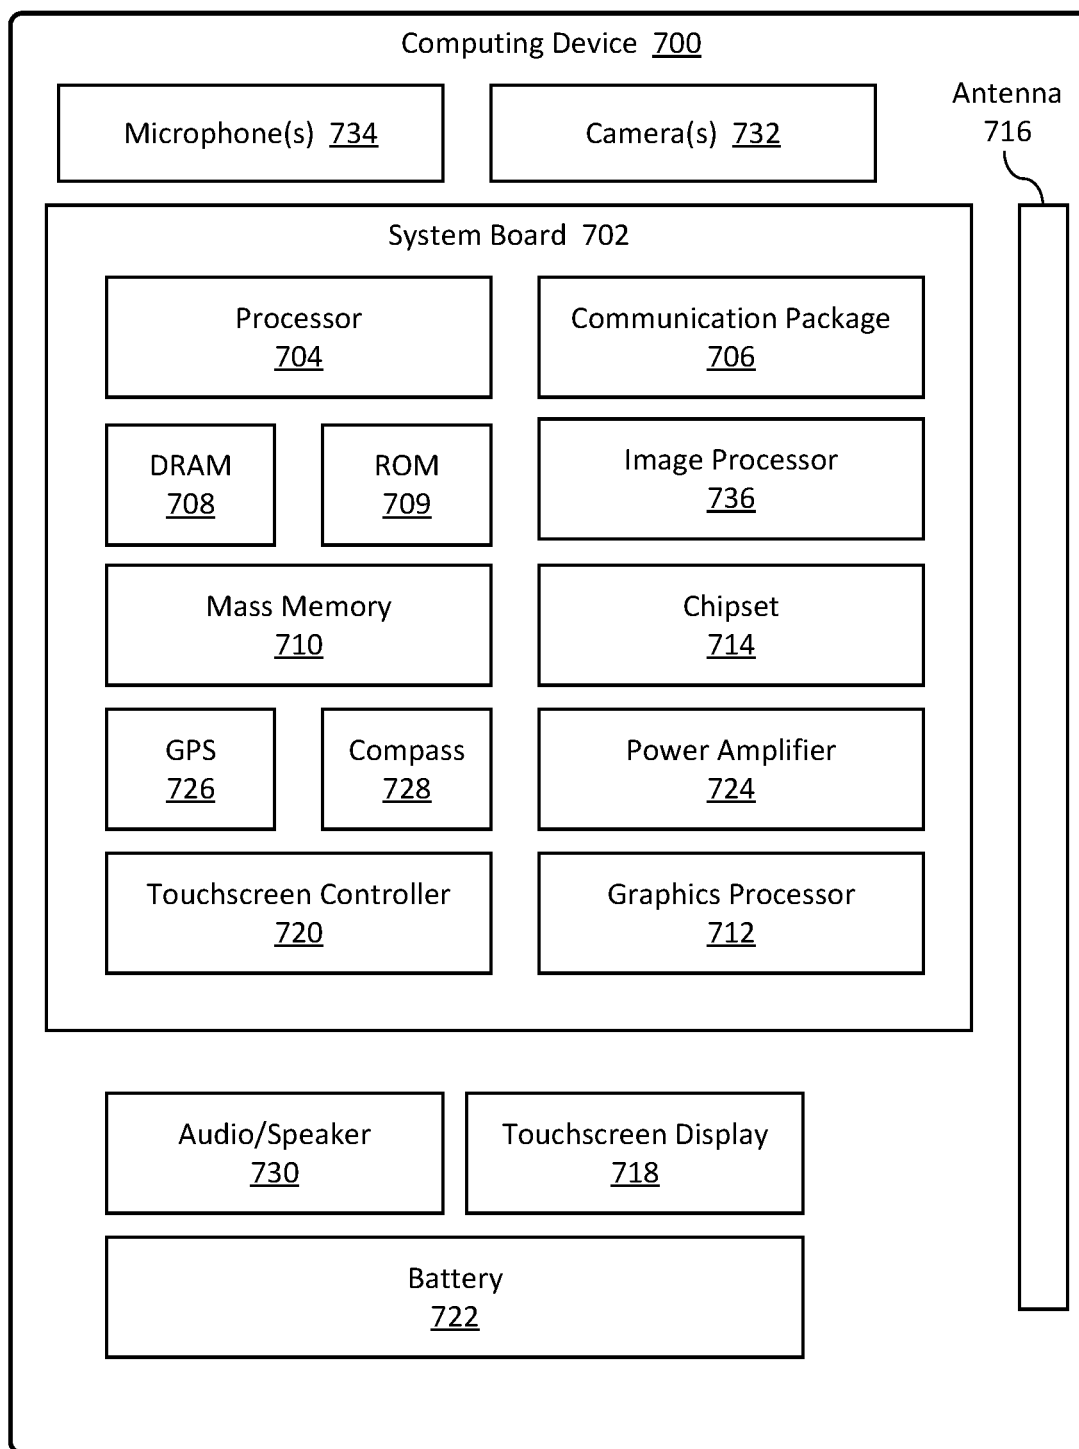 Computing Device 700
Microphone(s) 734
Camera(s) 732
Antenna
716
System Board 702
Processor
704
Communication Package
706
DRAM
708
ROM
709
Image Processor
736
Mass Memory
710
Chipset
714
GPS
726
Compass
728
Power Amplifier
724
Touchscreen Controller
720
Graphics Processor
712
Audio/Speaker
730
Touchscreen Display
718
Battery
722